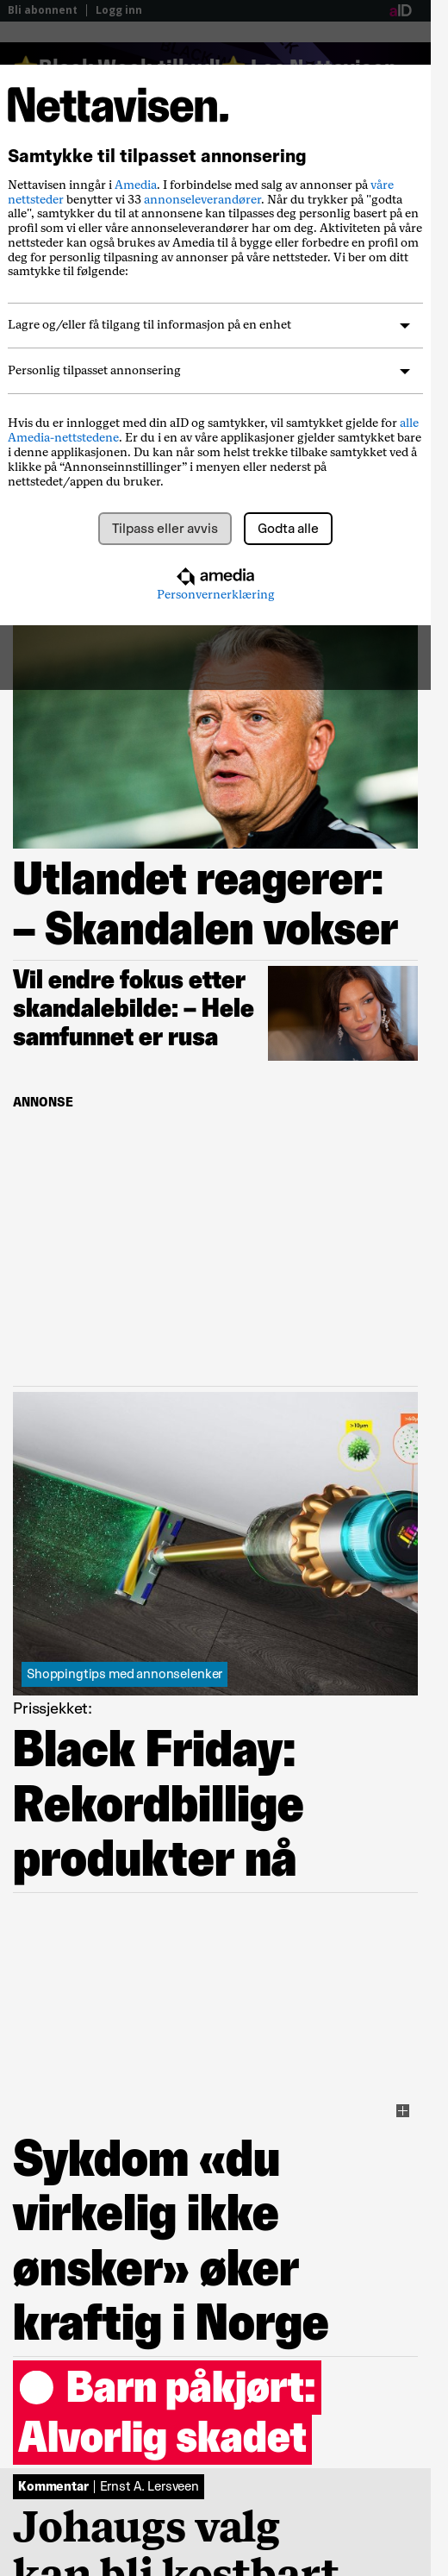 Bli abonnent | Logg inn
aID
Nettavisen.
Samtykke til tilpasset annonsering
Nettavisen inngår i Amedia. I forbindelse med salg av annonser på våre
nettsteder benytter vi 33 annonseleverandører. Når du trykker på "godta
alle", samtykker du til at annonsene kan tilpasses deg personlig basert på en
profil som vi eller våre annonseleverandører har om deg. Aktiviteten på våre
nettsteder kan også brukes av Amedia til å bygge eller forbedre en profil om
deg for personlig tilpasning av annonser på våre nettsteder. Vi ber om ditt
samtykke til følgende:
Lagre og/eller få tilgang til informasjon på en enhet
Personlig tilpasset annonsering
Hvis du er innlogget med din aID og samtykker, vil samtykket gjelde for alle
Amedia-nettstedene. Er du i en av våre applikasjoner gjelder samtykket bare
i denne applikasjonen. Du kan når som helst trekke tilbake samtykket ved å
klikke på “Annonseinnstillinger” i menyen eller nederst på
nettstedet/appen du bruker.
Tilpass eller avvis
Godta alle
amedia
Personvernerklæring
Utlandet reagerer:
– Skandalen vokser
Vil endre fokus etter
skandalebilde: – Hele
samfunnet er rusa
ANNONSE
Shoppingtips med annonselenker
Prissjekket:
Black Friday:
Rekordbillige
produkter nå
Sykdom «du
virkelig ikke
ønsker» øker
kraftig i Norge
Barn påkjørt:
Alvorlig skadet
Kommentar | Ernst A. Lersveen
Johaugs valg
kan bli kostbart